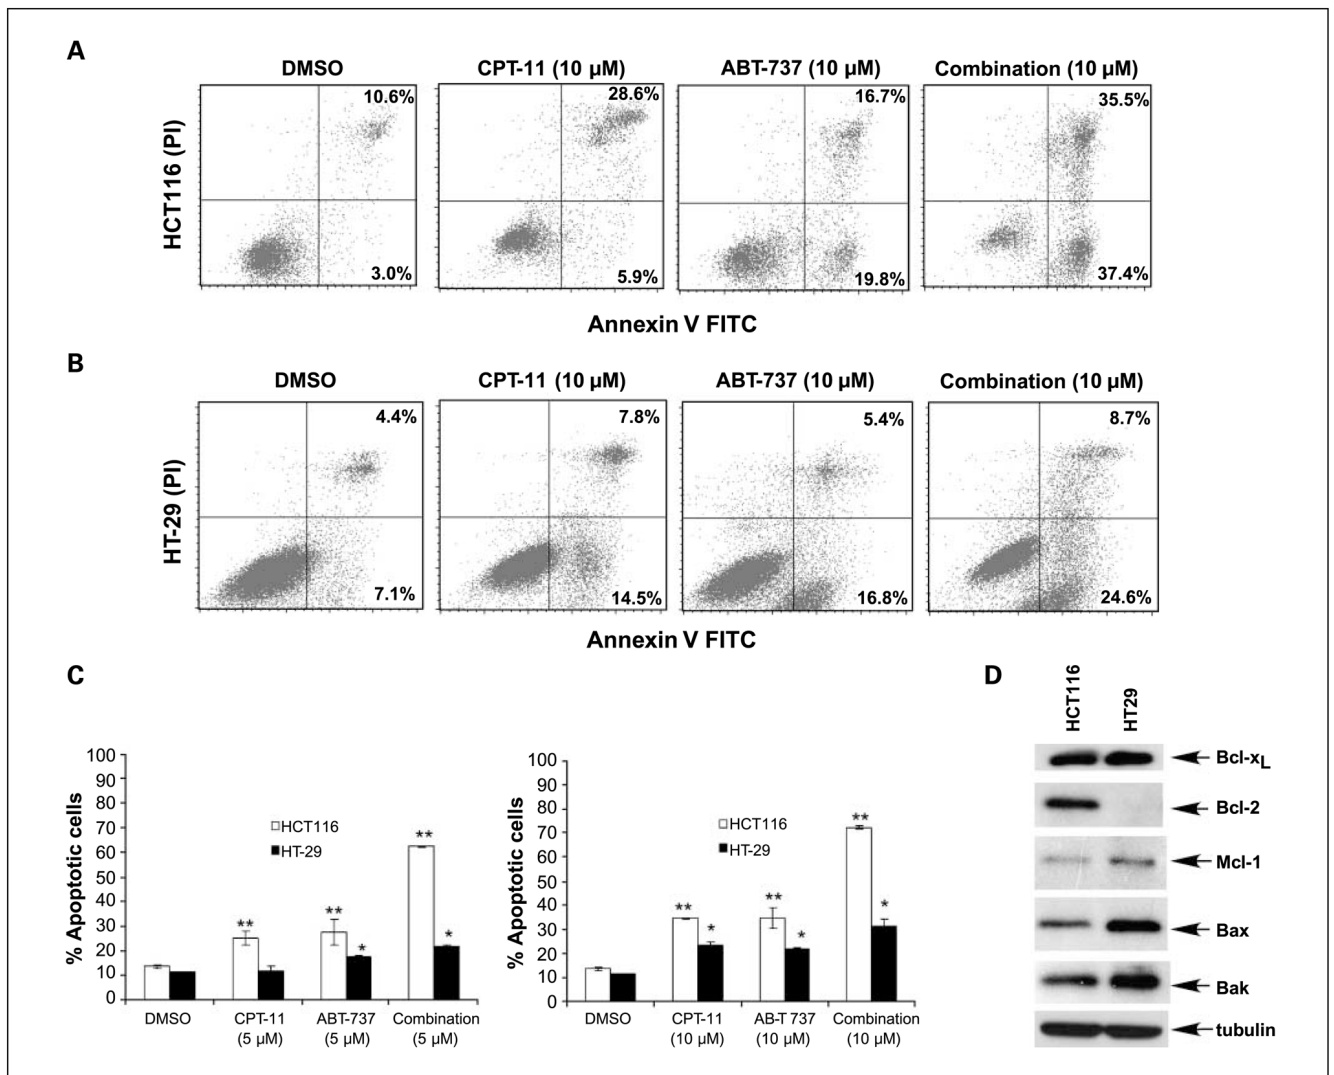 A
DMSO
CPT-11 (10 µM)
ABT-737 (10 µM)
Combination (10 µM)
HCT116 (PI)
10.6%
28.6%
16.7%
35.5%
3.0%
5.9%
19.8%
37.4%
Annexin V FITC
B
DMSO
CPT-11 (10 µM)
ABT-737 (10 µM)
Combination (10 µM)
HT-29 (PI)
4.4%
7.8%
5.4%
8.7%
7.1%
14.5%
16.8%
24.6%
Annexin V FITC
C
% Apoptotic cells
100
90
80
70
60
50
40
30
20
10
0
HCT116
HT-29
**
**
*
**
*
DMSO
CPT-11
(5 µM)
ABT-737
(5 µM)
Combination
(5 µM)
% Apoptotic cells
100
90
80
70
60
50
40
30
20
10
0
HCT116
HT-29
**
*
**
*
**
*
DMSO
CPT-11
(10 µM)
AB-T 737
(10 µM)
Combination
(10 µM)
D
HCT116
HT29
Bcl-xL
Bcl-2
Mcl-1
Bax
Bak
tubulin